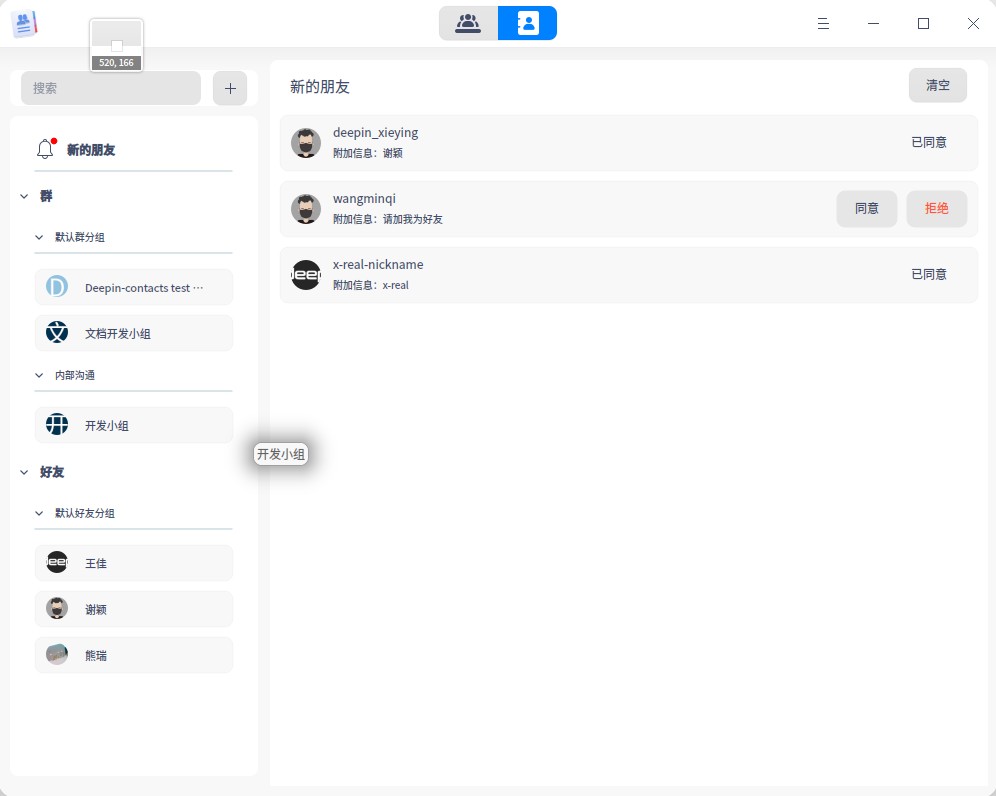 520, 166
搜索
新的朋友
群
默认群分组
Deepin-contacts test ···
文档开发小组
内部沟通
开发小组
好友
默认好友分组
王佳
谢颖
熊瑞
开发小组
新的朋友
清空
deepin_xieying
附加信息：谢颖
已同意
wangminqi
附加信息：请加我为好友
同意
拒绝
x-real-nickname
附加信息：x-real
已同意